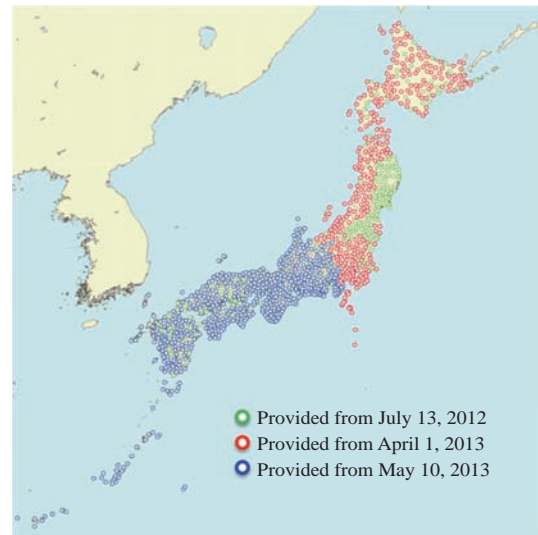 Provided from July 13, 2012
Provided from April 1, 2013
Provided from May 10, 2013